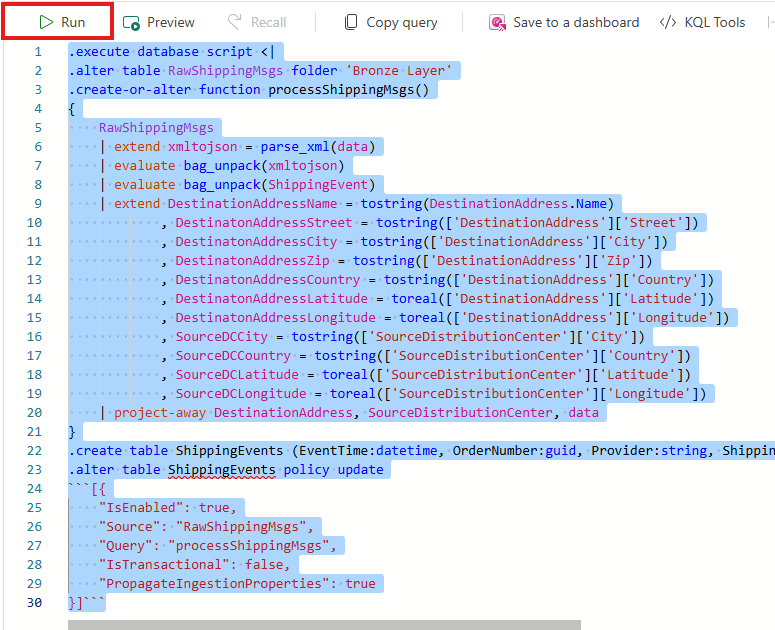 Run Preview Recall Copy query Save to a dashboard KQL Tools
1 .execute database script <|
2 .alter table RawShippingMsgs folder 'Bronze Layer'
3 .create-or-alter function processShippingMsgs()
4 {
5 RawShippingMsgs
6 | extend xmltojson = parse_xml(data)
7 | evaluate bag_unpack(xmltojson)
8 | evaluate bag_unpack(ShippingEvent)
9 | extend DestinationAddressName = tostring(DestinationAddress.Name)
10 , DestinatonAddressStreet = tostring(['DestinationAddress']['Street'])
11 , DestinatonAddressCity = tostring(['DestinationAddress']['City'])
12 , DestinatonAddressZip = tostring(['DestinationAddress']['Zip'])
13 , DestinatonAddressCountry = tostring(['DestinationAddress']['Country'])
14 , DestinatonAddressLatitude = toreal(['DestinationAddress']['Latitude'])
15 , DestinatonAddressLongitude = toreal(['DestinationAddress']['Longitude'])
16 , SourceDCCity = tostring(['SourceDistributionCenter']['City'])
17 , SourceDCCountry = tostring(['SourceDistributionCenter']['Country'])
18 , SourceDCLatitude = toreal(['SourceDistributionCenter']['Latitude'])
19 , SourceDCLongitude = toreal(['SourceDistributionCenter']['Longitude'])
20 | project-away DestinationAddress, SourceDistributionCenter, data
21 }
22 .create table ShippingEvents (EventTime:datetime, OrderNumber:guid, Provider:string, Shippin
23 .alter table ShippingEvents policy update
24 ```[{
25 "IsEnabled": true,
26 "Source": "RawShippingMsgs",
27 "Query": "processShippingMsgs",
28 "IsTransactional": false,
29 "PropagateIngestionProperties": true
30 }]```